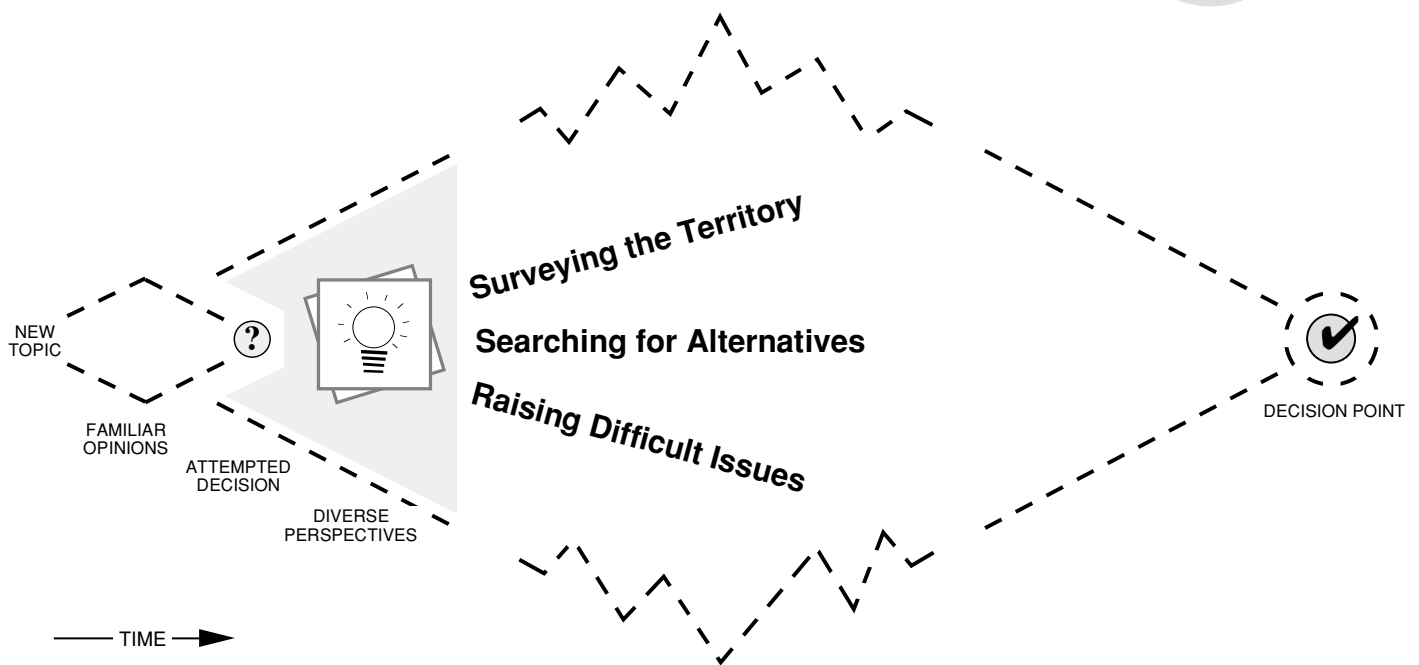 Surveying the Territory
Searching for Alternatives
Raising Difficult Issues
NEW
TOPIC
?
FAMILIAR
OPINIONS
ATTEMPTED
DECISION
DIVERSE
PERSPECTIVES
DECISION POINT
TIME